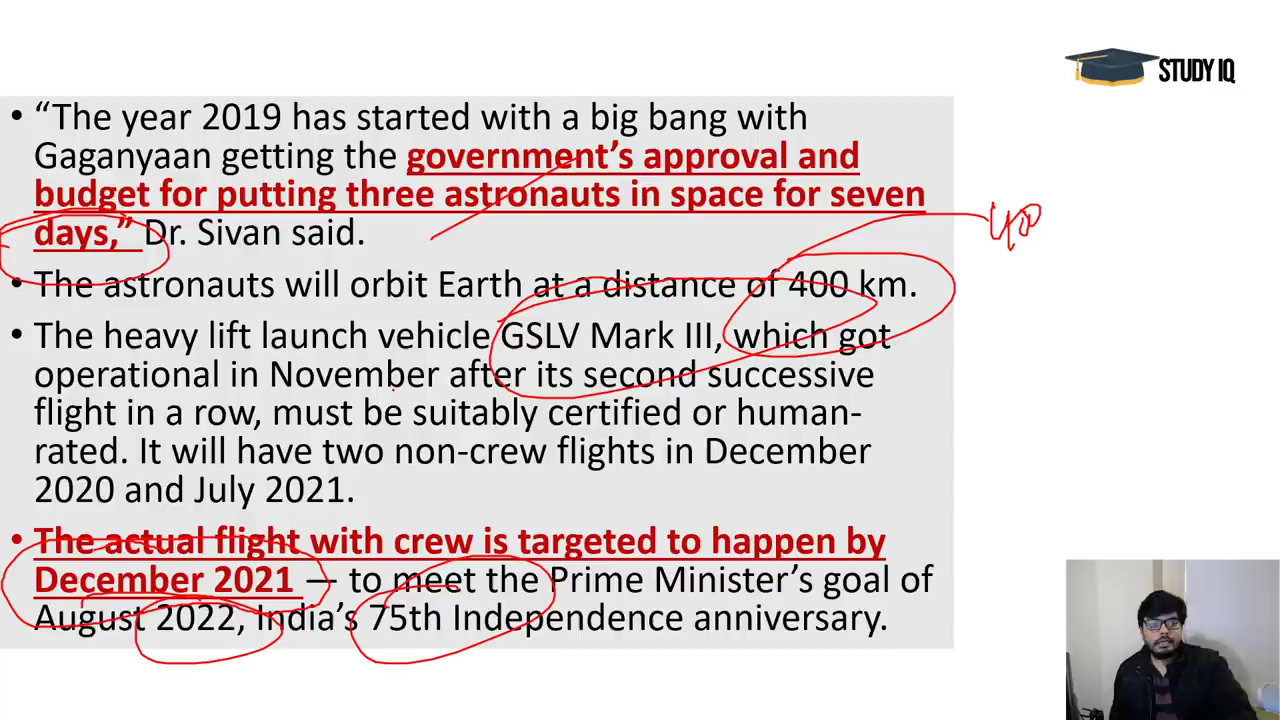 STUDY IQ
• “The year 2019 has started with a big bang with
Gaganyaan getting the government’s approval and
budget for putting three astronauts in space for seven
days,” Dr. Sivan said.
400
• The astronauts will orbit Earth at a distance of 400 km.
• The heavy lift launch vehicle GSLV Mark III, which got
operational in November after its second successive
flight in a row, must be suitably certified or human-
rated. It will have two non-crew flights in December
2020 and July 2021.
• The actual flight with crew is targeted to happen by
December 2021 — to meet the Prime Minister’s goal of
August 2022, India’s 75th Independence anniversary.